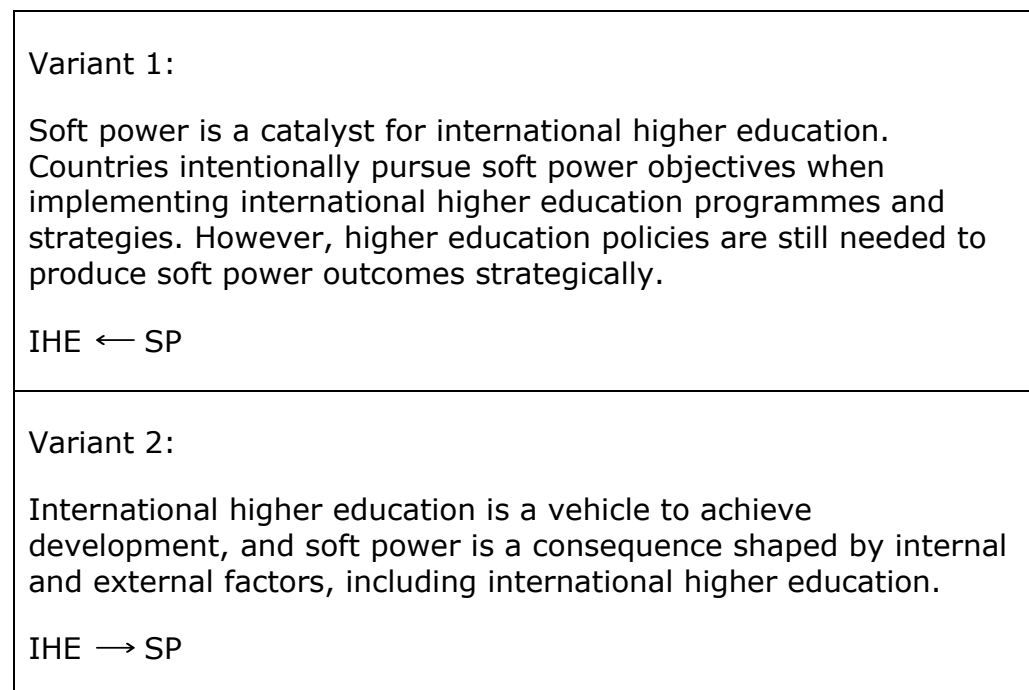 Variant 1:
Soft power is a catalyst for international higher education.
Countries intentionally pursue soft power objectives when
implementing international higher education programmes and
strategies. However, higher education policies are still needed to
produce soft power outcomes strategically.
IHE ← SP
Variant 2:
International higher education is a vehicle to achieve
development, and soft power is a consequence shaped by internal
and external factors, including international higher education.
IHE → SP